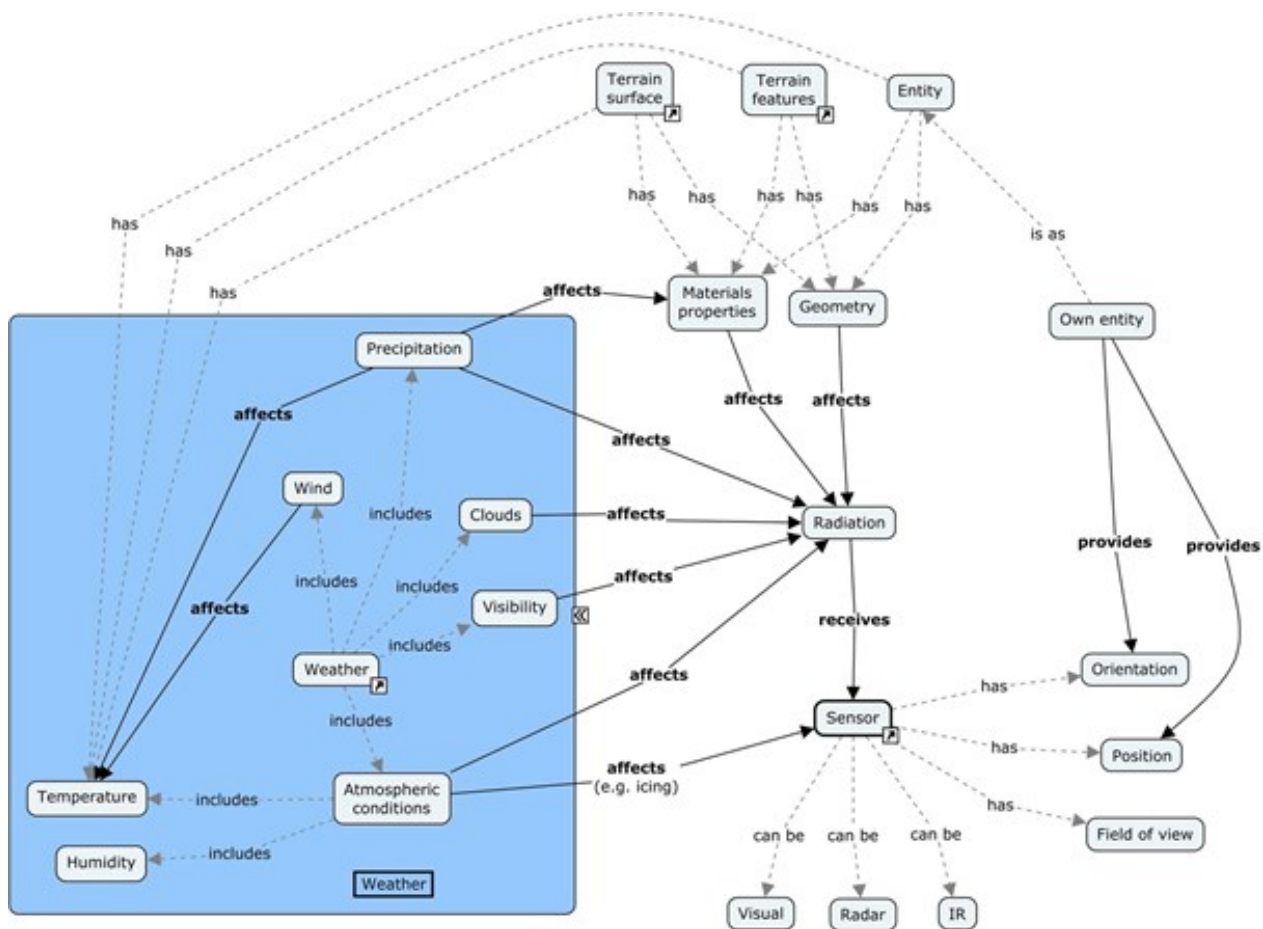 Terrain
surface
Terrain
features
Entity
has
has
has
has
has
has
has
has
is as
has
affects
Materials
properties
Geometry
Own entity
Precipitation
affects
affects
affects
affects
Wind
Clouds
includes
affects
Radiation
provides
provides
includes
includes
affects
affects
Visibility
receives
includes
Weather
affects
Orientation
has
includes
Sensor
has
Position
affects
(e.g. icing)
Temperature
includes
Atmospheric
conditions
has
can be
can be
can be
Field of view
Humidity
includes
Weather
Visual
Radar
IR